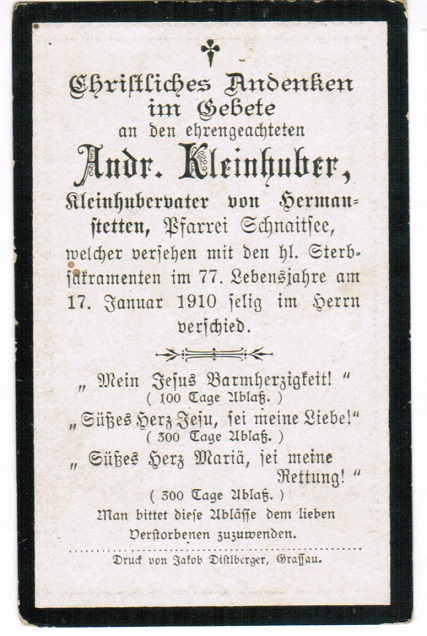 Christliches Andenken
im Gebete
an den ehrengeachteten
Andr. Kleinhuber,
Kleinhubervater von Herman-
stetten, Pfarrei Schnaitsee,
welcher versehen mit den hl. Sterb-
sakramenten im 77. Lebensjahre am
17. Januar 1910 selig im Herrn
verschied.
„Mein Jesus Barmherzigkeit!“
(100 Tage Ablaß.)
„Süßes Herz Jesu, sei meine Liebe!“
(300 Tage Ablaß.)
„Süßes Herz Mariä, sei meine
Rettung!“
(300 Tage Ablaß.)
Man bittet diese Ablässe dem lieben
Verstorbenen zuzuwenden.
Druck von Jakob Distlberger, Grassau.